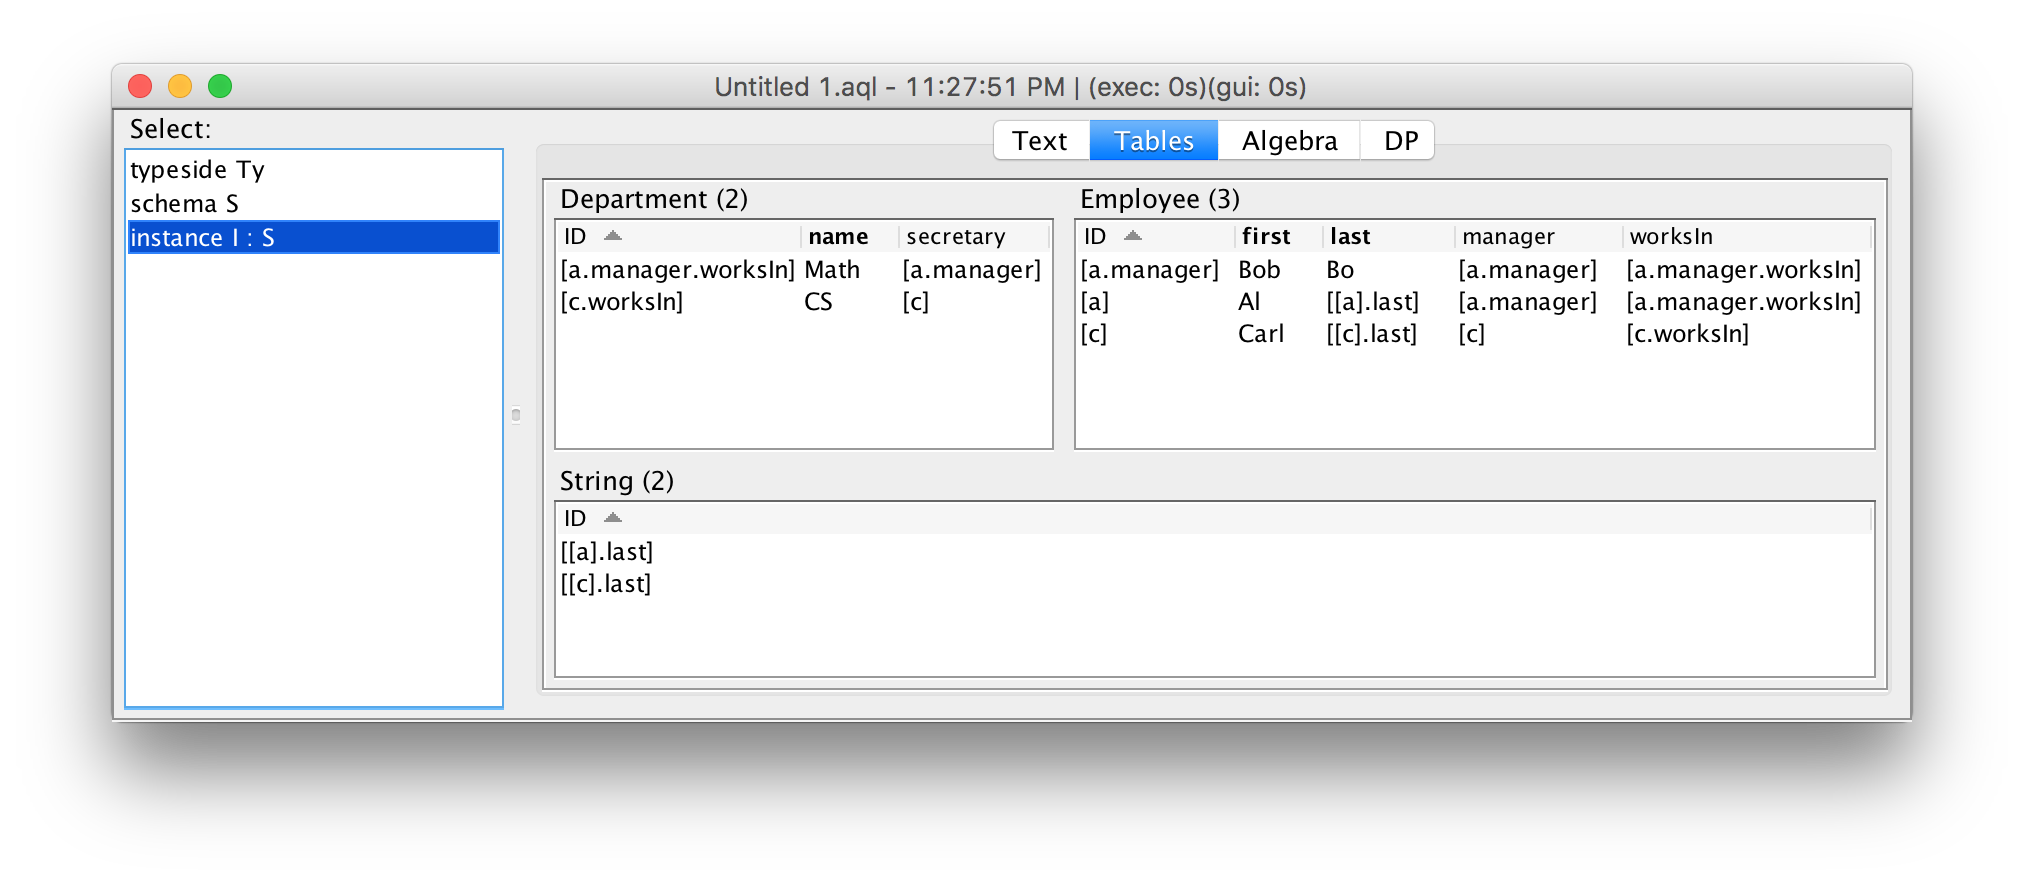 Untitled 1.aql - 11:27:51 PM | (exec: 0s)(gui: 0s)
Select:
typeside Ty
schema S
instance I : S
Text Tables Algebra DP
Department (2)
ID name secretary
[a.manager.worksIn] Math [a.manager]
[c.worksIn] CS [c]
Employee (3)
ID first last manager worksIn
[a.manager] Bob Bo [a.manager] [a.manager.worksIn]
[a] Al [[a].last] [a.manager] [a.manager.worksIn]
[c] Carl [[c].last] [c] [c.worksIn]
String (2)
ID
[[a].last]
[[c].last]